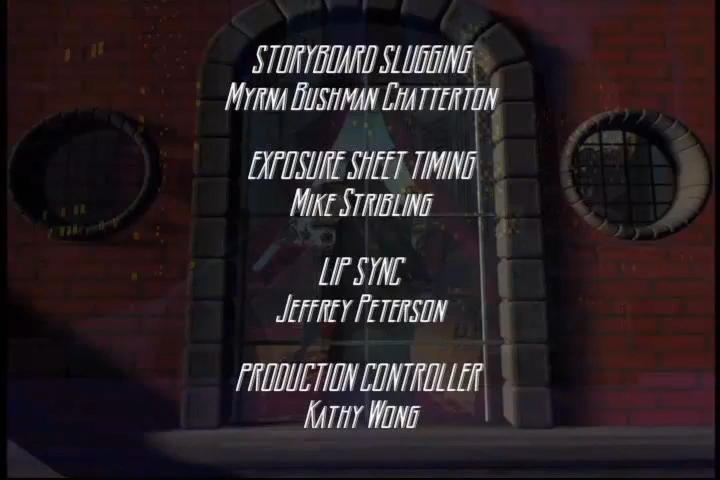 STORYBOARD SLUGGING
MYRNA BUSHMAN CHATTERTON
EXPOSURE SHEET TIMING
MIKE STRIBLING
LIP SYNC
JEFFREY PETERSON
PRODUCTION CONTROLLER
KATHY WONG